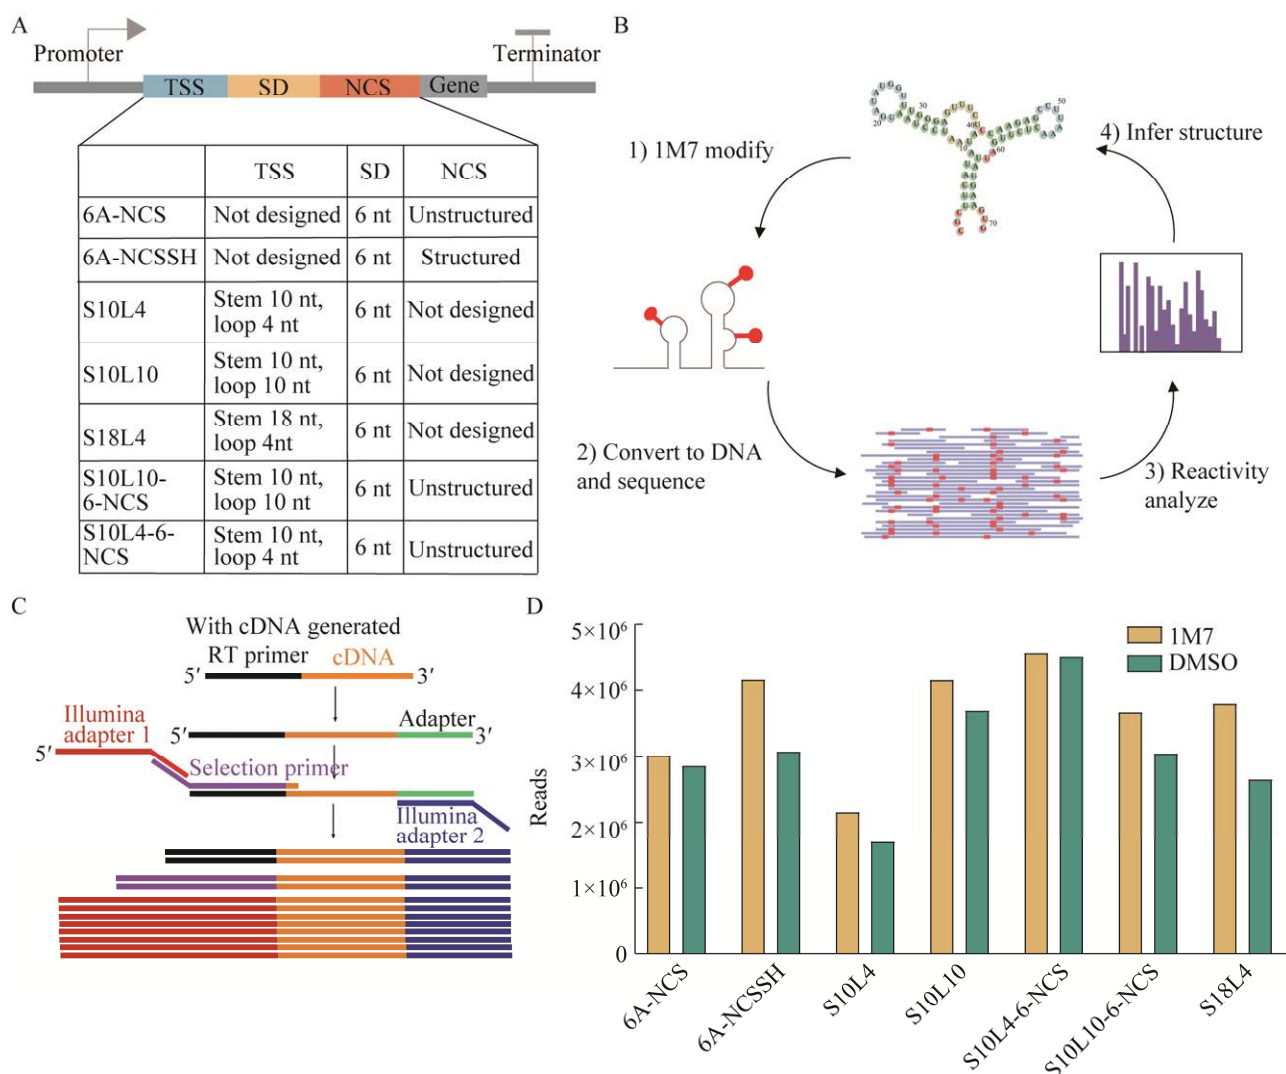 A
Promoter
Terminator
TSS SD NCS Gene
TSS SD NCS
6A-NCS Not designed 6 nt Unstructured
6A-NCSSH Not designed 6 nt Structured
S10L4 Stem 10 nt, loop 4 nt 6 nt Not designed
S10L10 Stem 10 nt, loop 10 nt 6 nt Not designed
S18L4 Stem 18 nt, loop 4nt 6 nt Not designed
S10L10-6-NCS Stem 10 nt, loop 10 nt 6 nt Unstructured
S10L4-6-NCS Stem 10 nt, loop 4 nt 6 nt Unstructured
B
1) 1M7 modify
2) Convert to DNA
and sequence
3) Reactivity
analyze
4) Infer structure
10
20
30
40
50
60
70
C
With cDNA generated
RT primer cDNA
5′ 3′
Illumina
adapter 1
Adapter
5′ 3′
5′
Selection primer
Illumina
adapter 2
D
Reads
5×10⁶
4×10⁶
3×10⁶
2×10⁶
1×10⁶
0
1M7
DMSO
6A-NCS
6A-NCSSH
S10L4
S10L10
S10L4-6-NCS
S10L10-6-NCS
S18L4